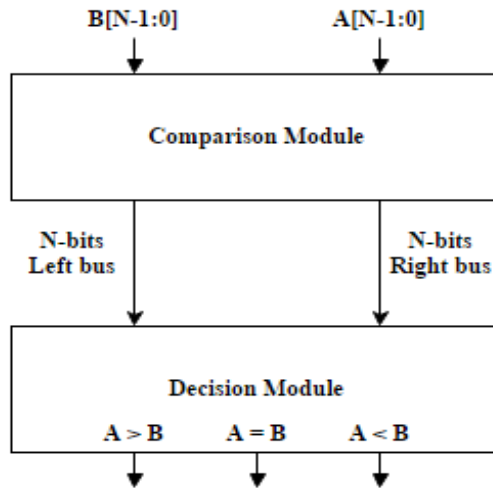 B[N-1:0] A[N-1:0]
Comparison Module
N-bits N-bits
Left bus Right bus
Decision Module
A > B A = B A < B